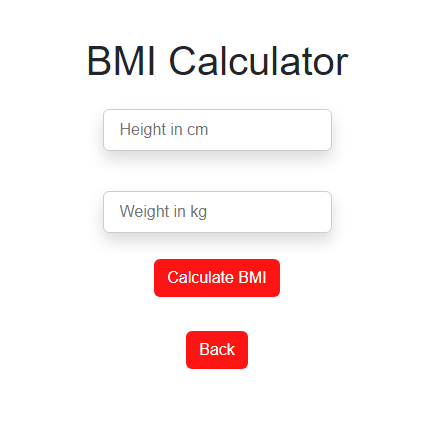 BMI Calculator
Height in cm
Weight in kg
Calculate BMI
Back